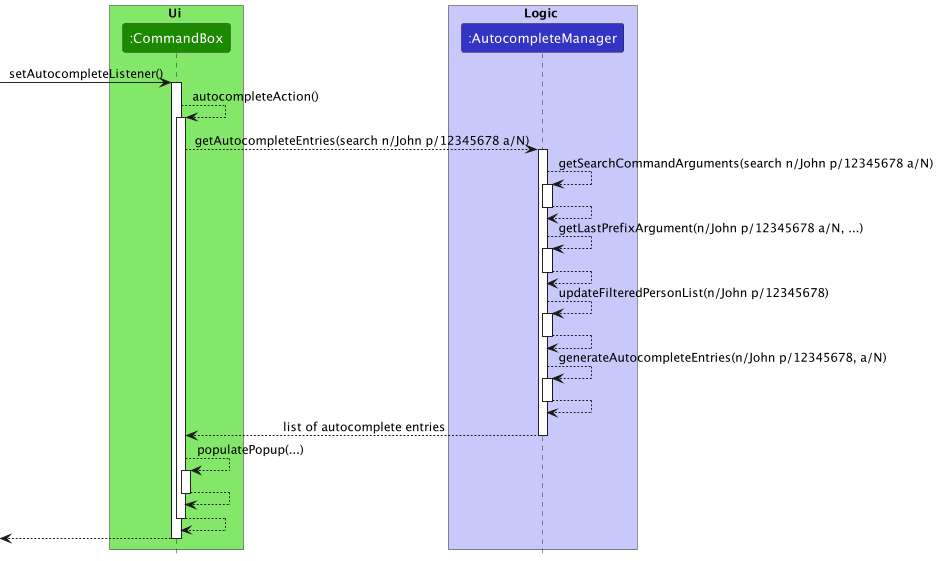 Ui
Logic
:CommandBox
:AutocompleteManager
setAutocompleteListener()
autocompleteAction()
getAutocompleteEntries(search n/John p/12345678 a/N)
getSearchCommandArguments(search n/John p/12345678 a/N)
getLastPrefixArgument(n/John p/12345678 a/N, ...)
updateFilteredPersonList(n/John p/12345678)
generateAutocompleteEntries(n/John p/12345678, a/N)
list of autocomplete entries
populatePopup(...)